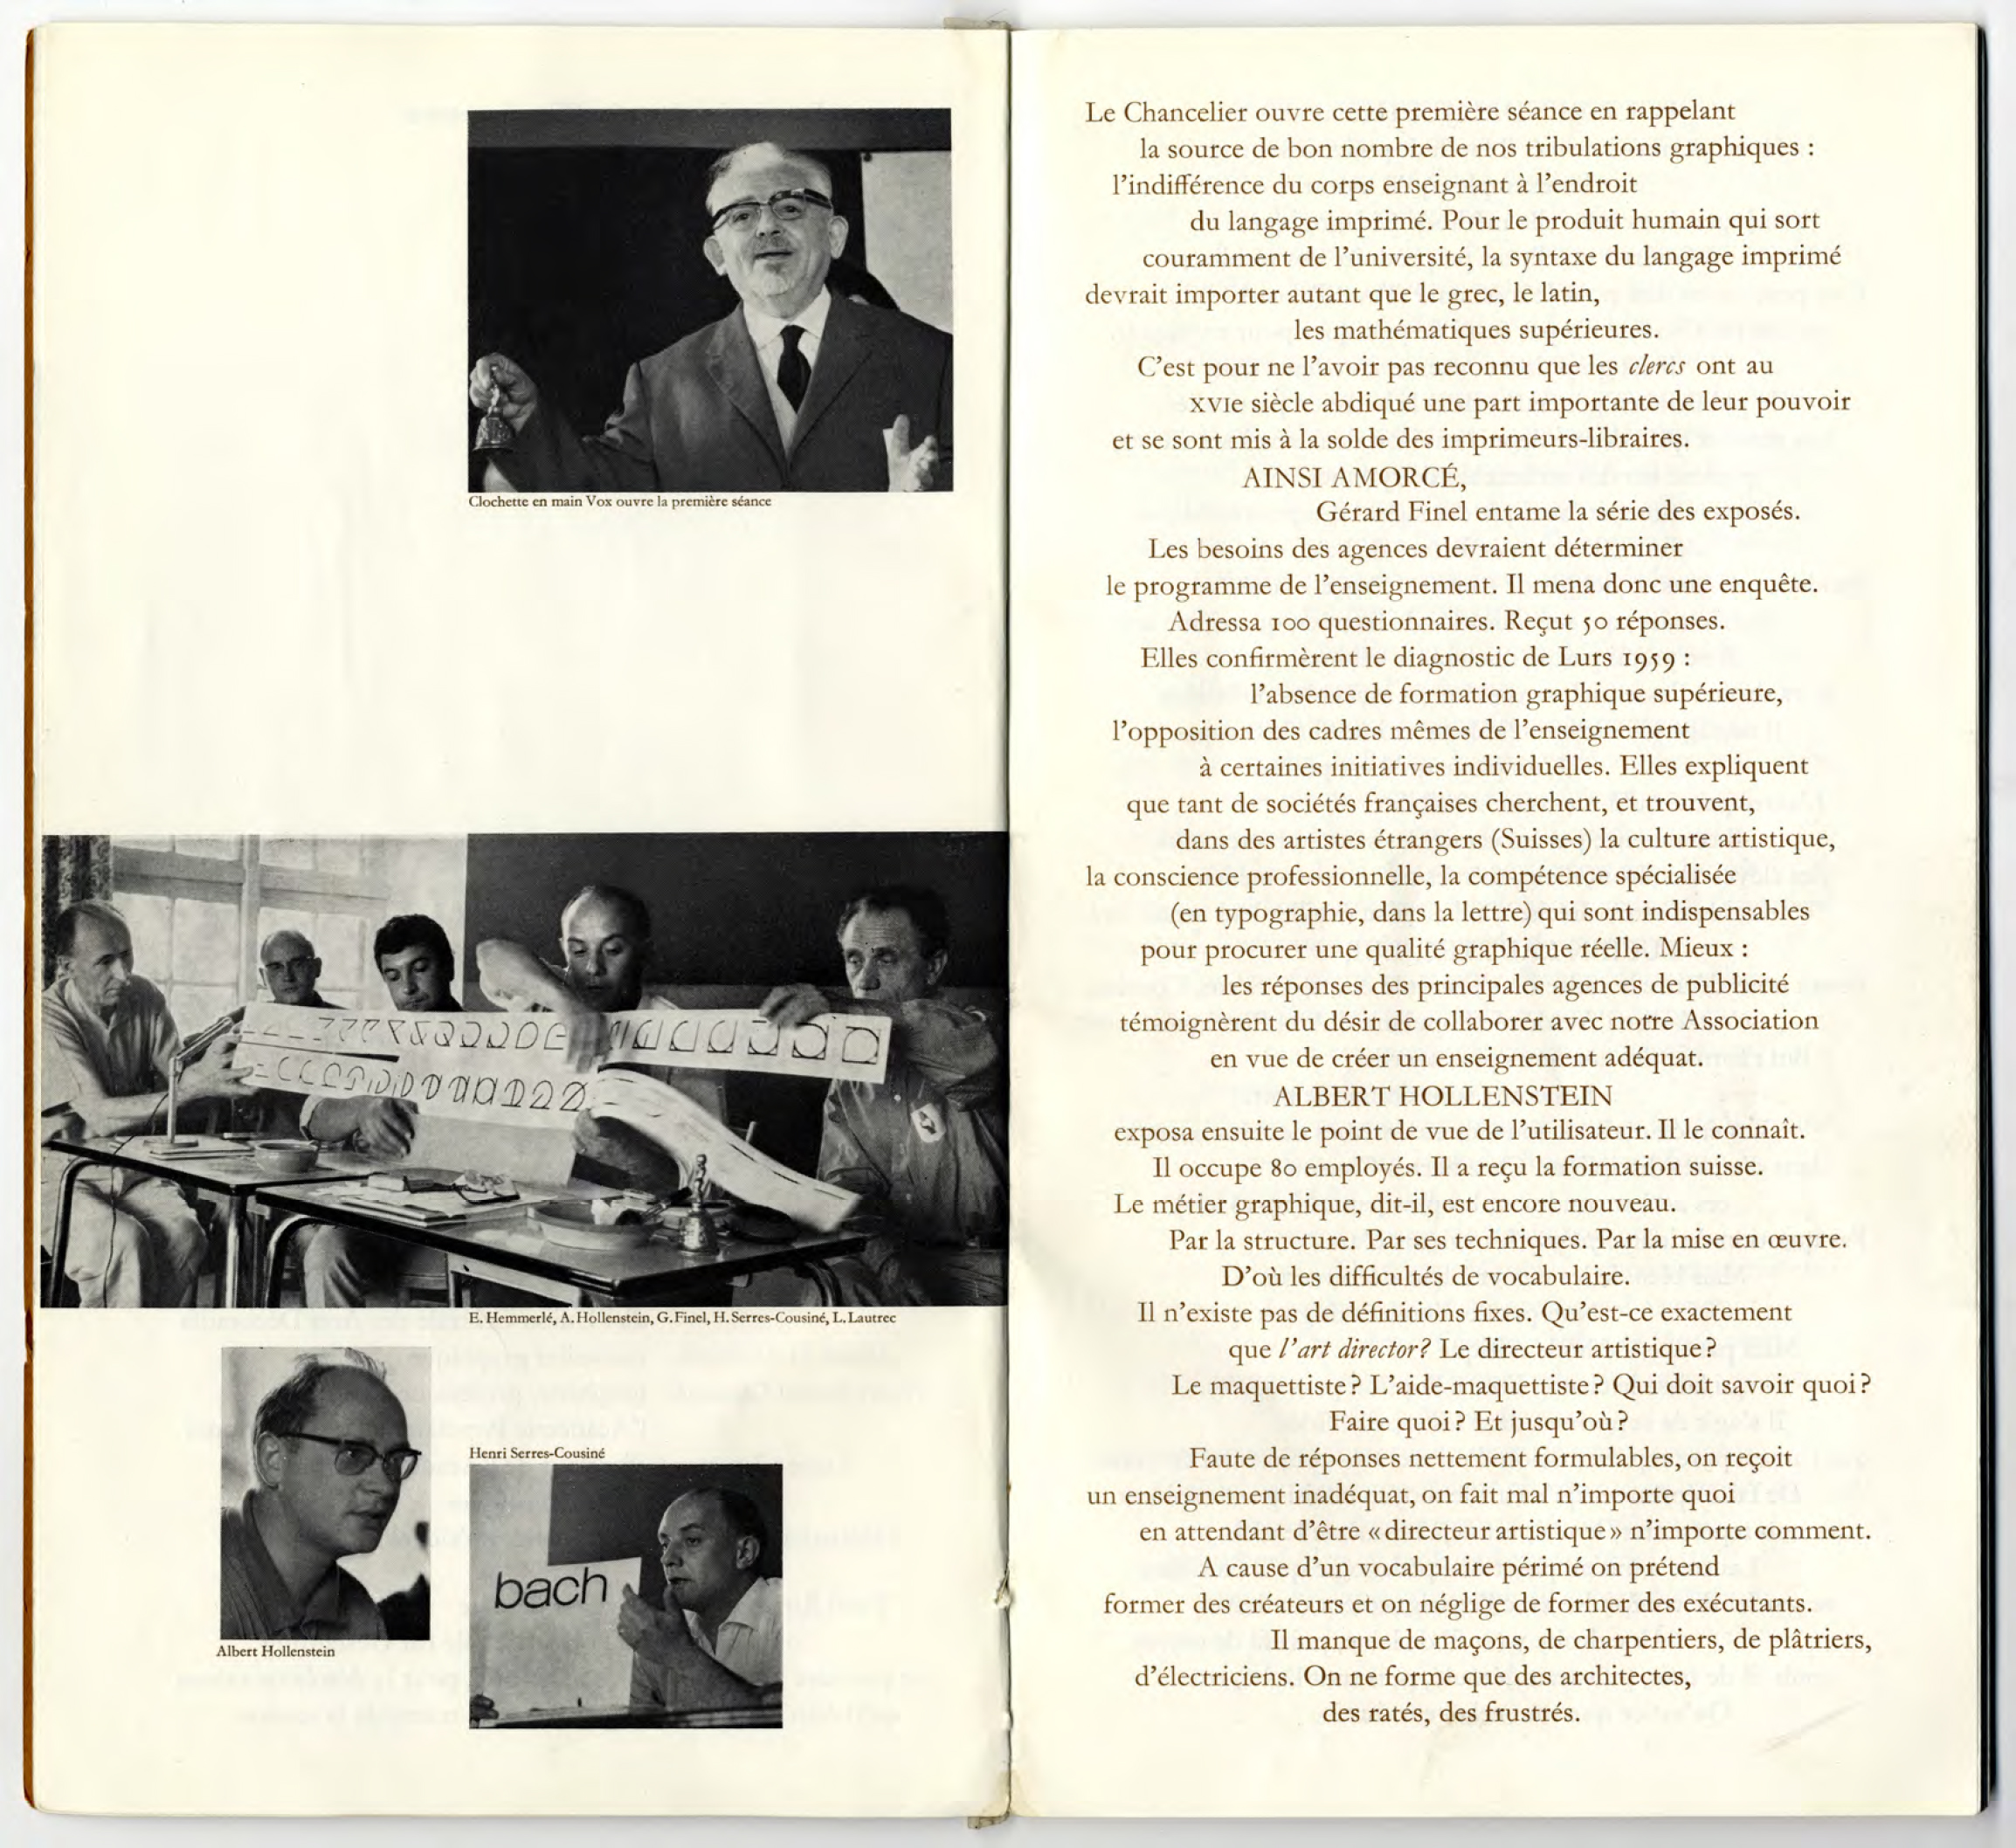 Clochette en main Vox ouvre la première séance
E. Hemmerlé, A. Hollenstein, G. Finel, H. Serres-Cousiné, L. Lautrec
Albert Hollenstein
Henri Serres-Cousiné
bach
Le Chancelier ouvre cette première séance en rappelant
la source de bon nombre de nos tribulations graphiques :
l'indifférence du corps enseignant à l'endroit
du langage imprimé. Pour le produit humain qui sort
couramment de l'université, la syntaxe du langage imprimé
devrait importer autant que le grec, le latin,
les mathématiques supérieures.
C'est pour ne l'avoir pas reconnu que les clercs ont au
XVIe siècle abdiqué une part importante de leur pouvoir
et se sont mis à la solde des imprimeurs-libraires.
AINSI AMORCÉ,
Gérard Finel entame la série des exposés.
Les besoins des agences devraient déterminer
le programme de l'enseignement. Il mena donc une enquête.
Adressa 100 questionnaires. Reçut 50 réponses.
Elles confirmèrent le diagnostic de Lurs 1959 :
l'absence de formation graphique supérieure,
l'opposition des cadres mêmes de l'enseignement
à certaines initiatives individuelles. Elles expliquent
que tant de sociétés françaises cherchent, et trouvent,
dans des artistes étrangers (Suisses) la culture artistique,
la conscience professionnelle, la compétence spécialisée
(en typographie, dans la lettre) qui sont indispensables
pour procurer une qualité graphique réelle. Mieux :
les réponses des principales agences de publicité
témoignèrent du désir de collaborer avec notre Association
en vue de créer un enseignement adéquat.
ALBERT HOLLENSTEIN
exposa ensuite le point de vue de l'utilisateur. Il le connaît.
Il occupe 80 employés. Il a reçu la formation suisse.
Le métier graphique, dit-il, est encore nouveau.
Par la structure. Par ses techniques. Par la mise en œuvre.
D'où les difficultés de vocabulaire.
Il n'existe pas de définitions fixes. Qu'est-ce exactement
que l'art director? Le directeur artistique ?
Le maquettiste ? L'aide-maquettiste ? Qui doit savoir quoi ?
Faire quoi ? Et jusqu'où ?
Faute de réponses nettement formulables, on reçoit
un enseignement inadéquat, on fait mal n'importe quoi
en attendant d'être « directeur artistique » n'importe comment.
A cause d'un vocabulaire périmé on prétend
former des créateurs et on néglige de former des exécutants.
Il manque de maçons, de charpentiers, de plâtriers,
d'électriciens. On ne forme que des architectes,
des ratés, des frustrés.